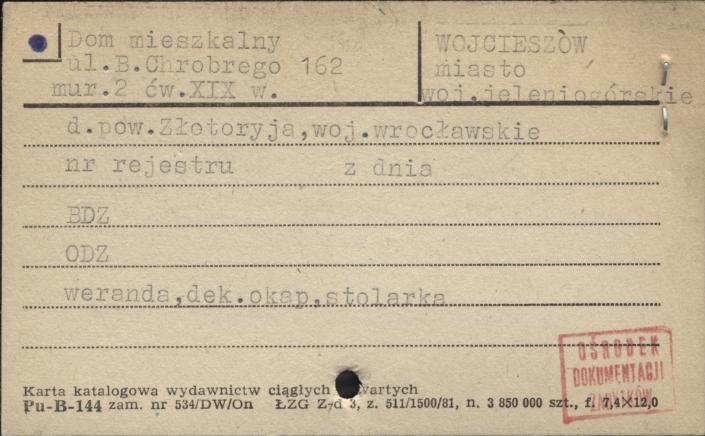 Dom mieszkalny
ul.B.Chrobrego 162
mur.2 ćw.XIX w.
WOJCIESZÓW
miasto
woj.jeleniogórskie
d.pow.Złotoryja,woj.wrocławskie
nr rejestru z dnia
BDZ
ODZ
weranda,dek.okap,stolarka
OŚRODEK
DOKUMENTACJI
ZABYTKÓW
Karta katalogowa wydawnictw ciągłych
Pu-B-144 zam. nr 534/DW/On ŁZG Z-d 3, z. 511/1500/81, n. 3 850 000 szt., f. 7,4×12,0